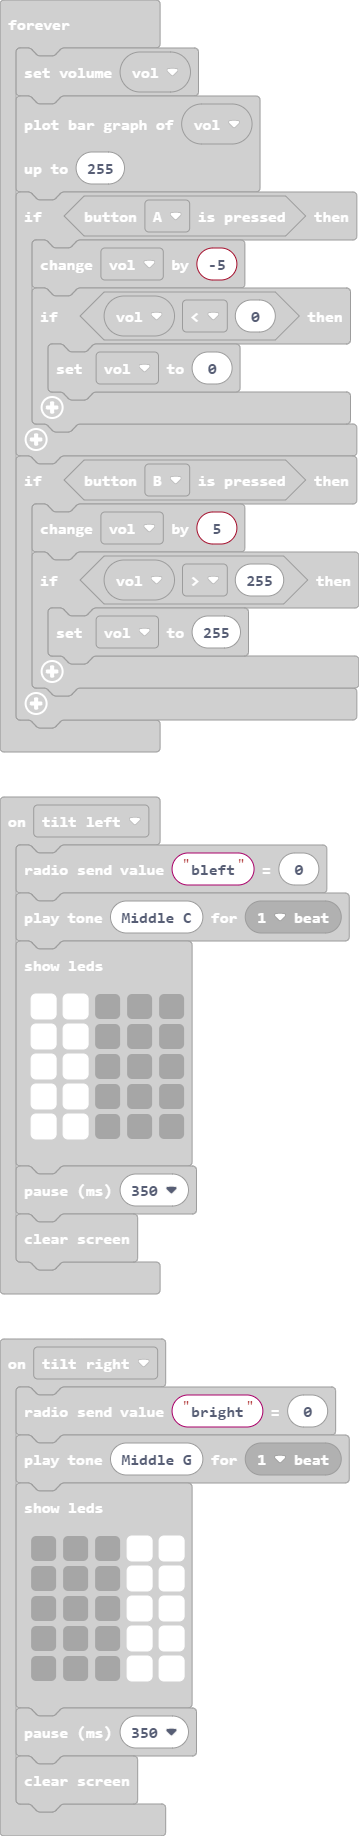 forever
set volume vol
plot bar graph of vol
up to 255
if button A is pressed then
change vol by -5
if vol < 0 then
set vol to 0
if button B is pressed then
change vol by 5
if vol > 255 then
set vol to 255
on tilt left
radio send value "bleft" = 0
play tone Middle C for 1 beat
show leds
pause (ms) 350
clear screen
on tilt right
radio send value "bright" = 0
play tone Middle G for 1 beat
show leds
pause (ms) 350
clear screen